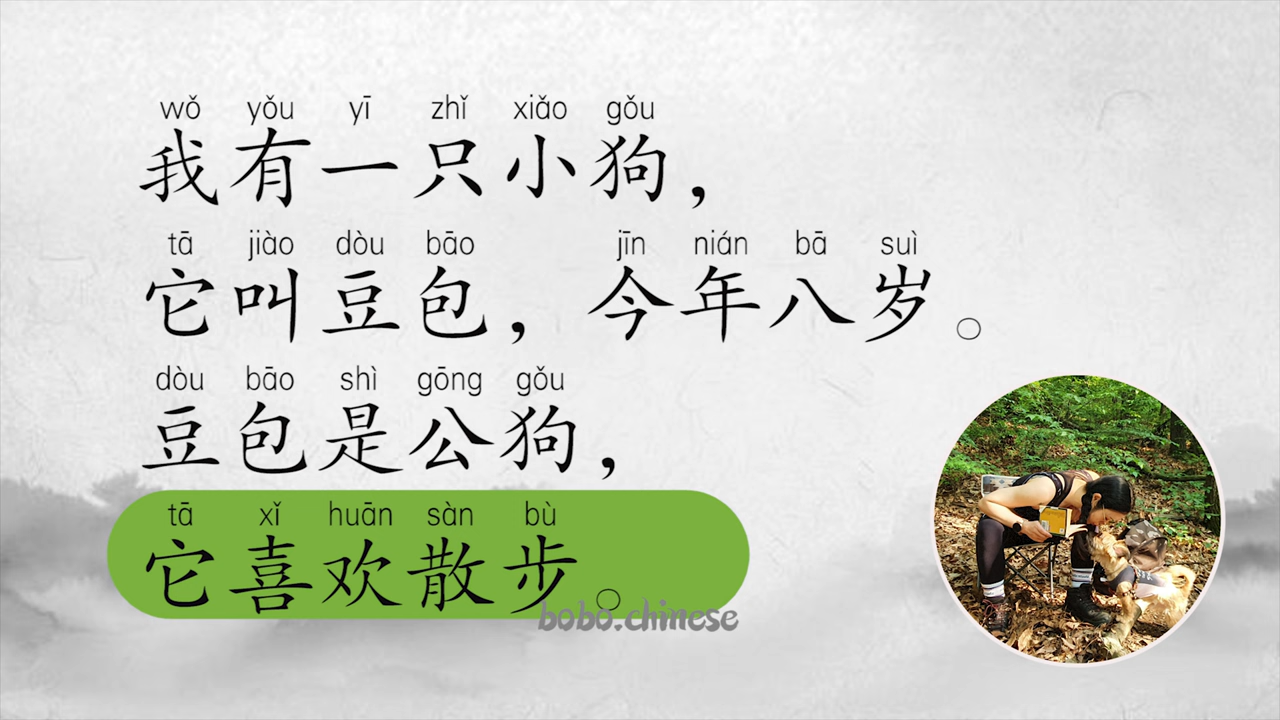 wǒ yǒu yī zhǐ xiǎo gǒu
我有一只小狗，
tā jiào dòu bāo jīn nián bā suì
它叫豆包，今年八岁。
dòu bāo shì gōng gǒu
豆包是公狗，
tā xǐ huān sàn bù
它喜欢散步。
bobo.chinese